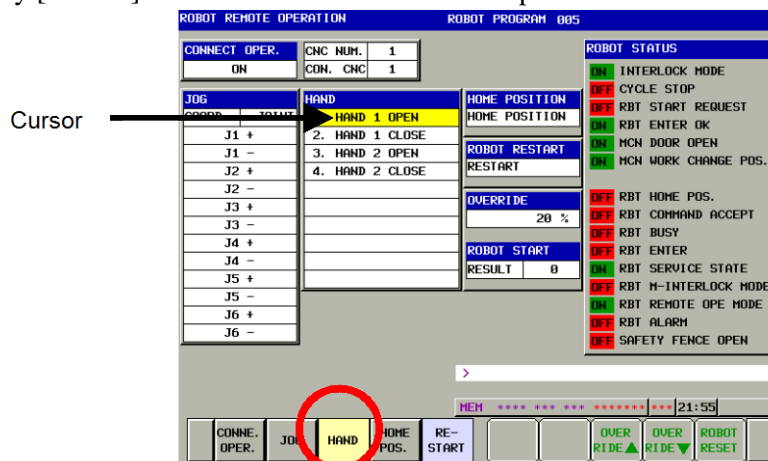 ROBOT REMOTE OPERATION ROBOT PROGRAM 005
CONNECT OPER.
ON
CNC NUM. 1
CON. CNC 1
ROBOT STATUS
ON INTERLOCK MODE
OFF CYCLE STOP
OFF RBT START REQUEST
ON RBT ENTER OK
ON MCN DOOR OPEN
ON MCN WORK CHANGE POS.
OFF RBT HOME POS.
OFF RBT COMMAND ACCEPT
OFF RBT BUSY
OFF RBT ENTER
ON RBT SERVICE STATE
OFF RBT M-INTERLOCK MODE
ON RBT REMOTE OPE MODE
OFF RBT ALARM
OFF SAFETY FENCE OPEN
Cursor
JOG
COORD JOINT
J1 +
J1 -
J2 +
J2 -
J3 +
J3 -
J4 +
J4 -
J5 +
J5 -
J6 +
J6 -
HAND
HAND 1 OPEN
2. HAND 1 CLOSE
3. HAND 2 OPEN
4. HAND 2 CLOSE
HOME POSITION
HOME POSITION
ROBOT RESTART
RESTART
OVERRIDE
20 %
ROBOT START
RESULT 0
>
MEM **** *** *** ******* *** 21:55
CONNE. OPER.
JOG
HAND
HOME POS.
RE- START
OVER RIDE▲
OVER RIDE▼
ROBOT RESET